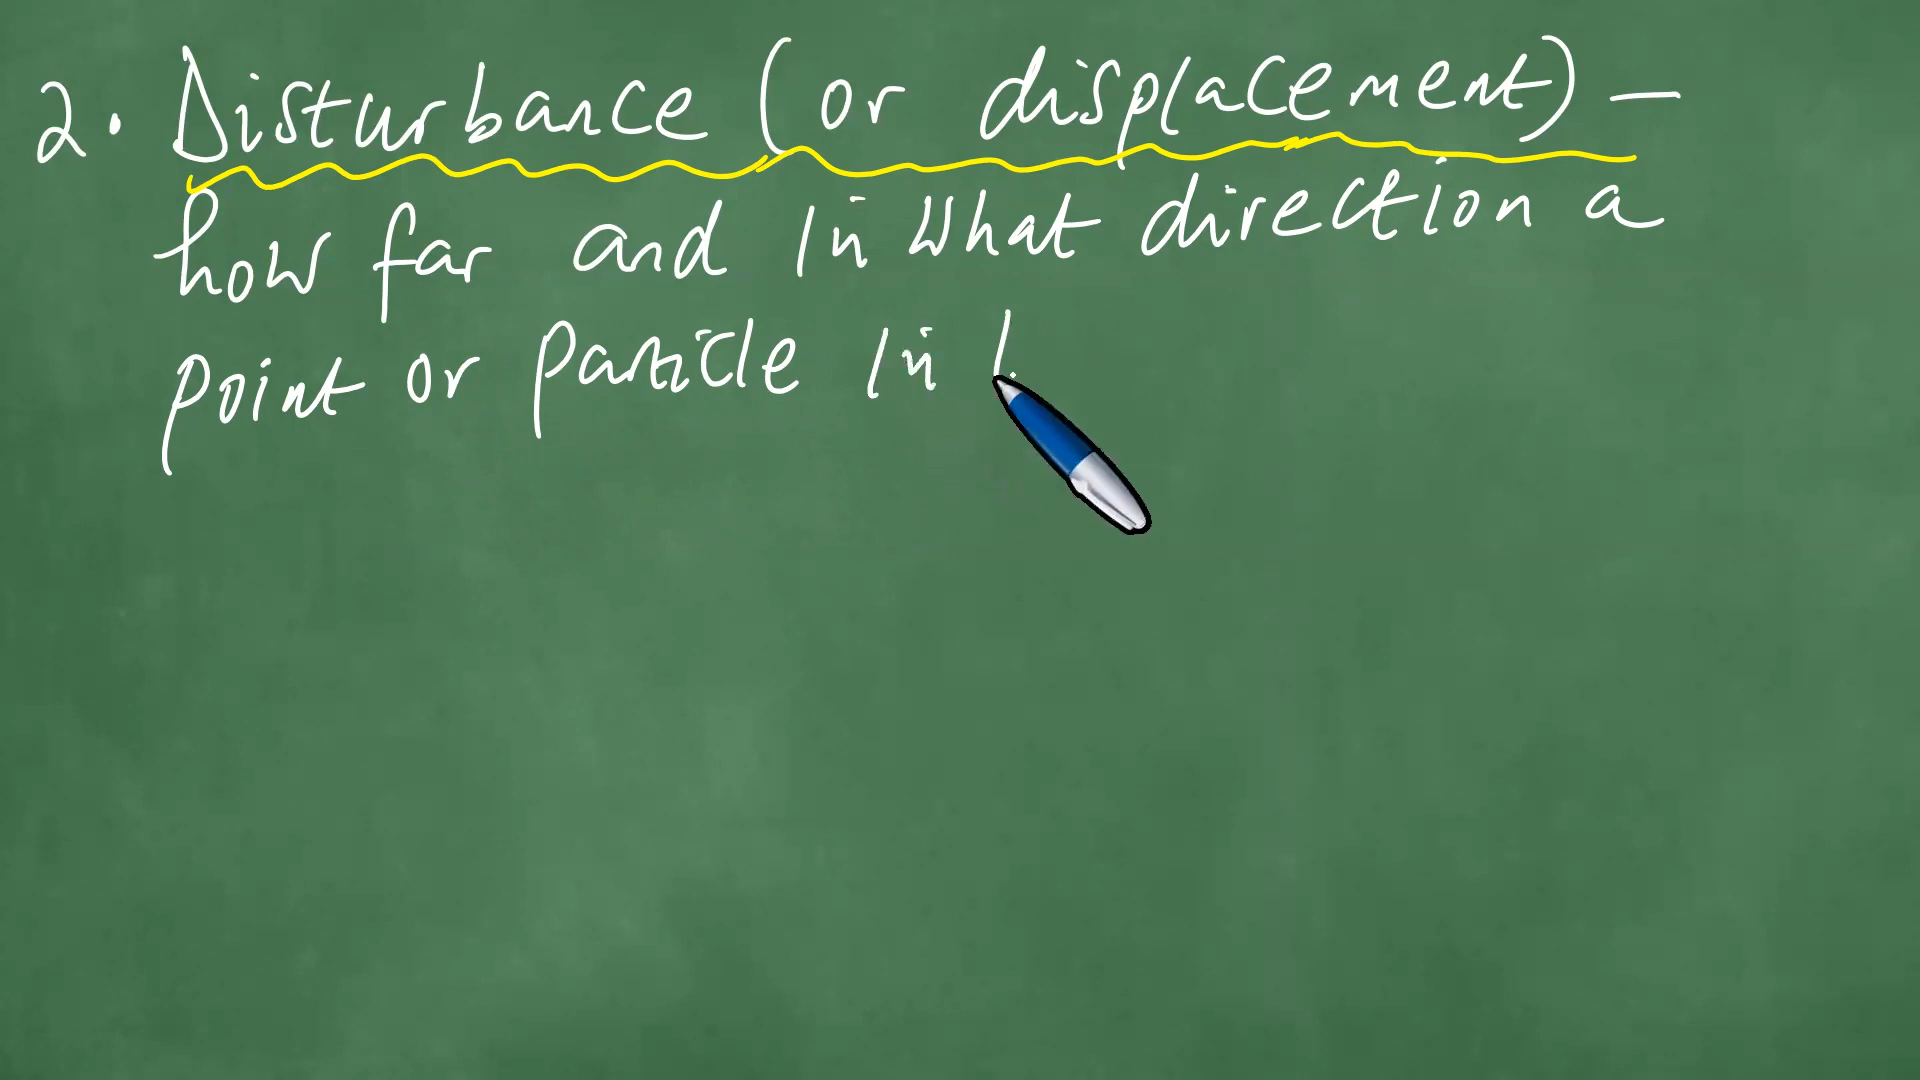 2. Disturbance (or displacement) –
how far and in what direction a
point or particle in